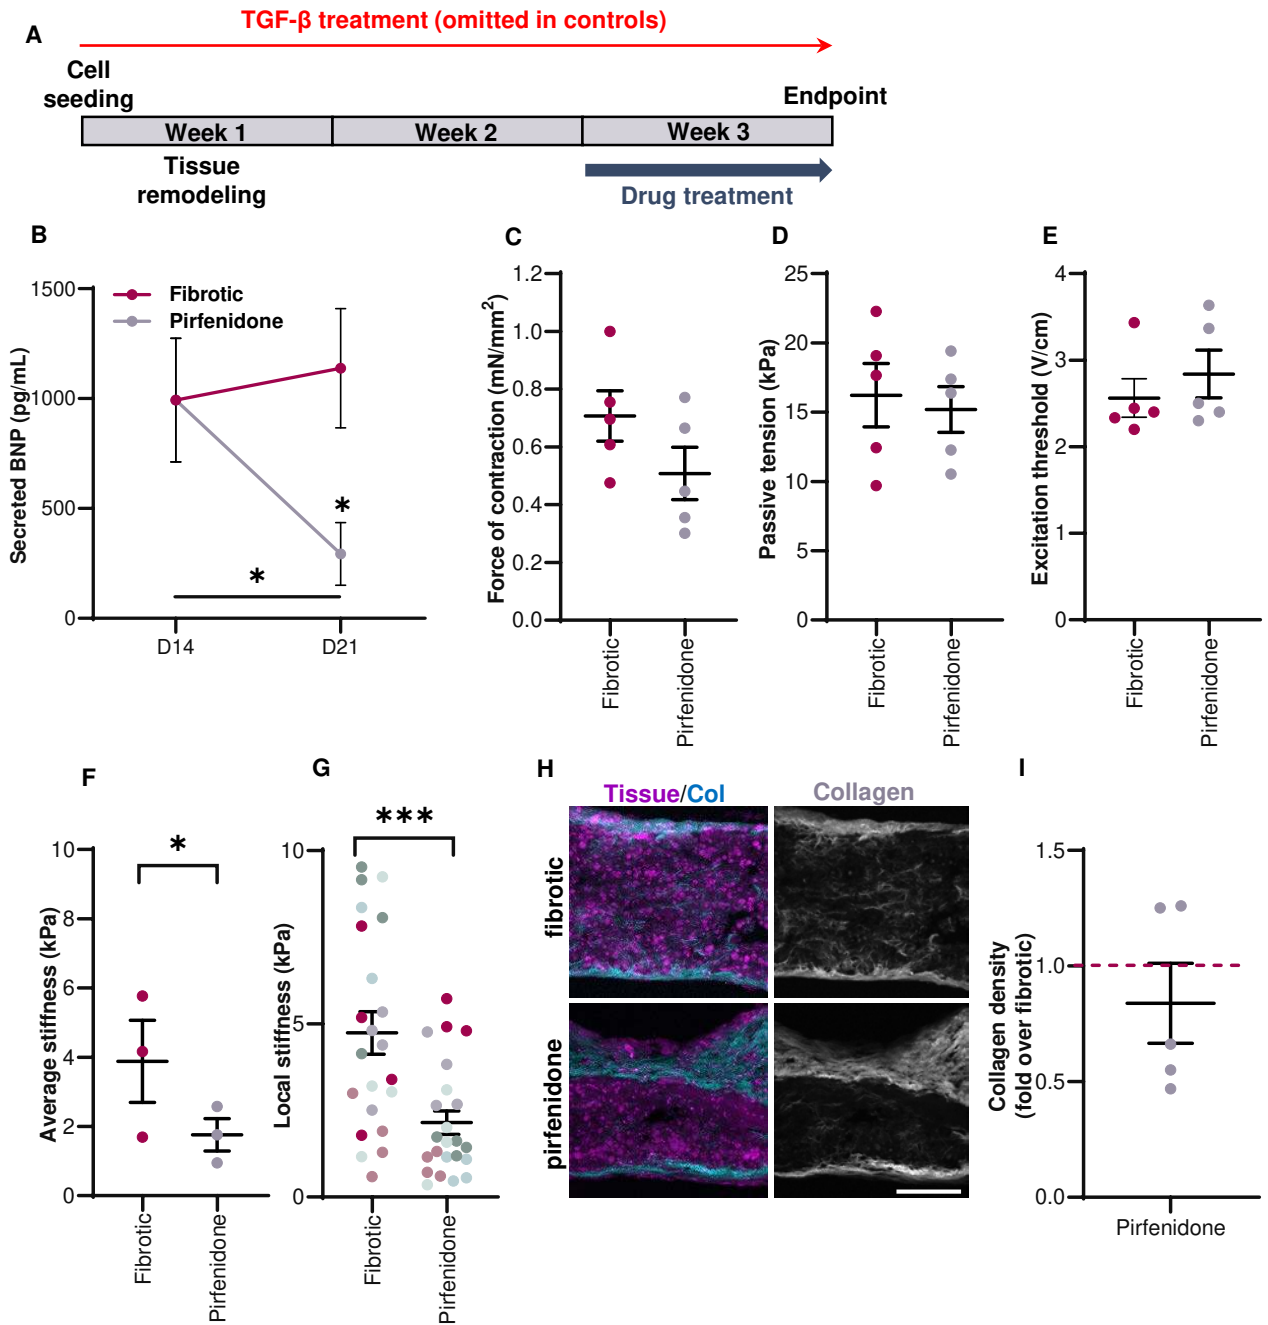 A
TGF-β treatment (omitted in controls)
Cell
seeding
Endpoint
Week 1
Week 2
Week 3
Tissue
remodeling
Drug treatment
B
Secreted BNP (pg/mL)
1500
1000
500
0
Fibrotic
Pirfenidone
*
*
D14
D21
C
Force of contraction (mN/mm²)
1.2
1.0
0.8
0.6
0.4
0.2
0.0
Fibrotic
Pirfenidone
D
Passive tension (kPa)
25
20
15
10
5
0
Fibrotic
Pirfenidone
E
Excitation threshold (V/cm)
4
3
2
1
0
Fibrotic
Pirfenidone
F
Average stiffness (kPa)
10
8
6
4
2
0
*
Fibrotic
Pirfenidone
G
Local stiffness (kPa)
10
5
0
***
Fibrotic
Pirfenidone
H
Tissue/Col
Collagen
fibrotic
pirfenidone
I
Collagen density
(fold over fibrotic)
1.5
1.0
0.5
0.0
Pirfenidone